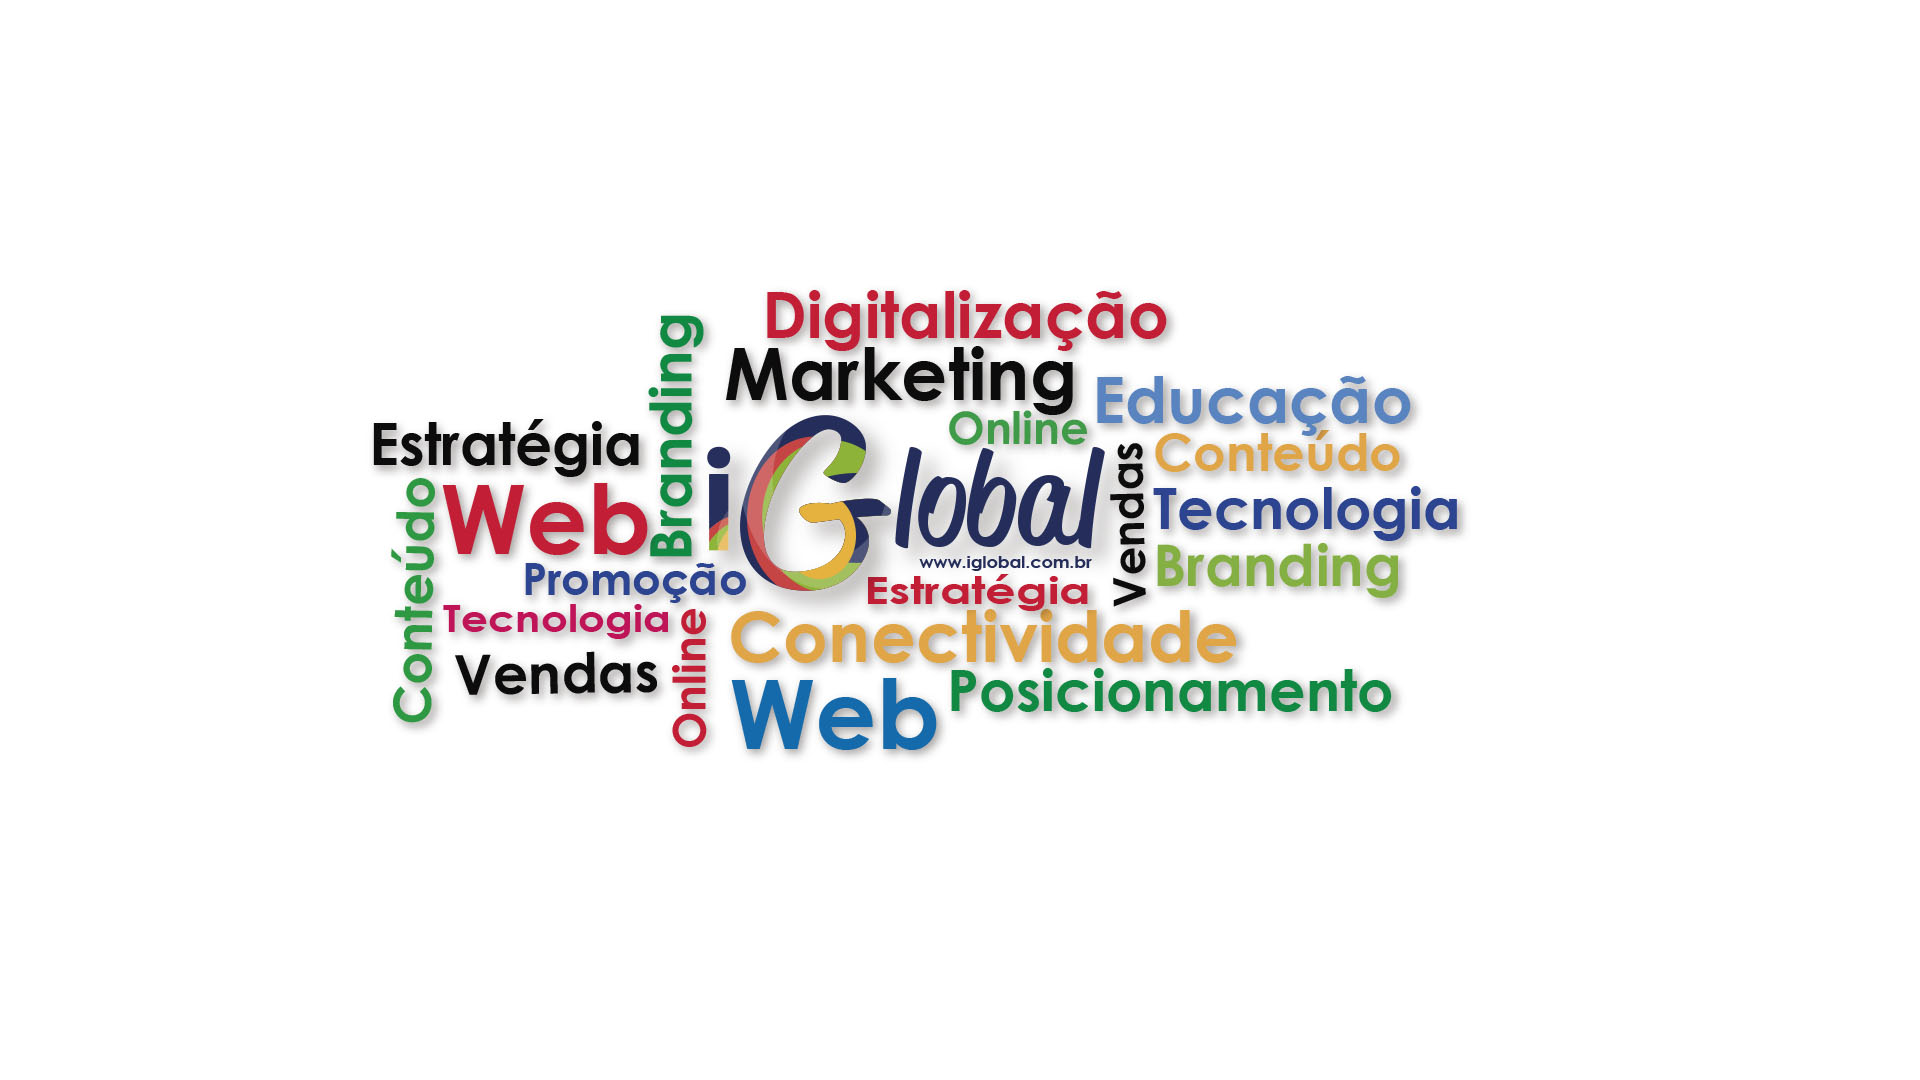 Digitalização
Marketing
Branding
Educação
Online
Estratégia
Conteúdo
iGlobal
www.iglobal.com.br
Vendas
Conteúdo
Web
Tecnologia
Branding
Promoção
Estratégia
Tecnologia
Online
Conectividade
Vendas
Web
Posicionamento